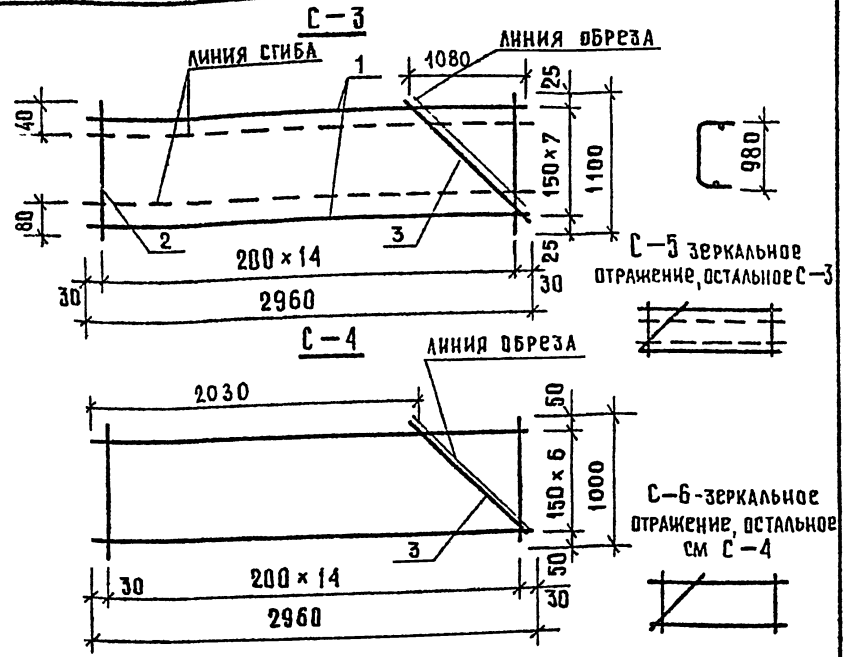 С-3
ЛИНИЯ СГИБА
1
1080
ЛИНИЯ ОБРЕЗА
25
40
150×7
1100
980
80
2
3
25
200×14
30
30
2960
С-5 ЗЕРКАЛЬНОЕ
ОТРАЖЕНИЕ, ОСТАЛЬНОЕ С-3
С-4
ЛИНИЯ ОБРЕЗА
2030
50
150×6
1000
3
50
30
200×14
30
2960
С-6-ЗЕРКАЛЬНОЕ
ОТРАЖЕНИЕ, ОСТАЛЬНОЕ
СМ С-4